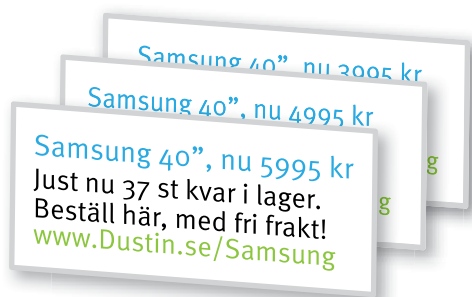 Samsung 40”, nu 3995 kr
g
Samsung 40”, nu 4995 kr
g
Samsung 40”, nu 5995 kr
Just nu 37 st kvar i lager.
Beställ här, med fri frakt!
www.Dustin.se/Samsung